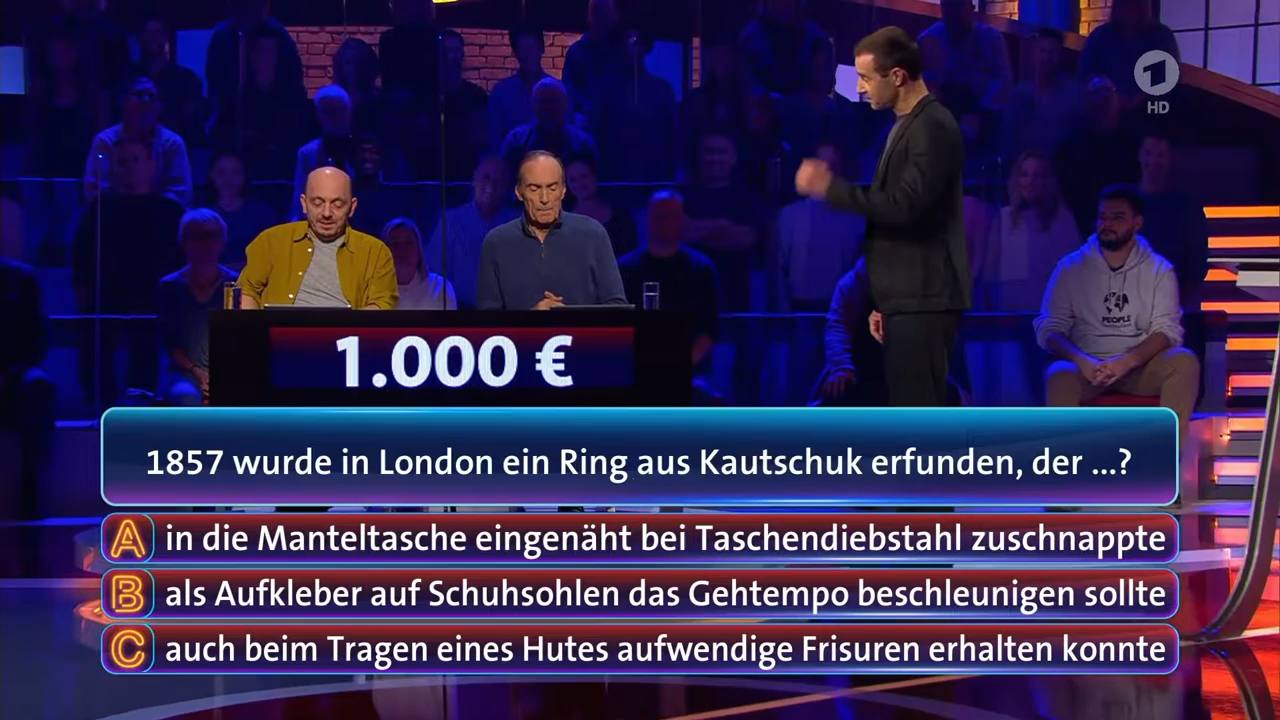 1
HD
PEOPLE
1.000 €
1857 wurde in London ein Ring aus Kautschuk erfunden, der ...?
A in die Manteltasche eingenäht bei Taschendiebstahl zuschnappte
B als Aufkleber auf Schuhsohlen das Gehtempo beschleunigen sollte
C auch beim Tragen eines Hutes aufwendige Frisuren erhalten konnte